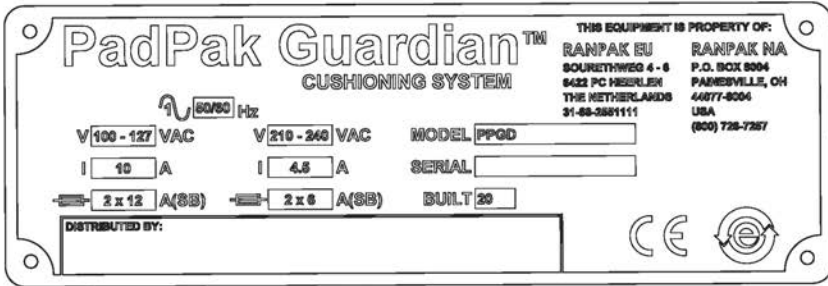 PadPak Guardian™
CUSHIONING SYSTEM
THIS EQUIPMENT IS PROPERTY OF:
RANPAK EU
SOURETHWEG 4 - 6
6422 PC HEERLEN
THE NETHERLANDS
31-88-2551111
RANPAK NA
P.O. BOX 8004
PAINESVILLE, OH
44077-8004
USA
(800) 726-7257
1 50/60 Hz
V 100 - 127 VAC
V 210 - 240 VAC
MODEL PPGD
I 10 A
I 4.5 A
SERIAL
2 x 12 A(SB)
2 x 6 A(SB)
BUILT 20
DISTRIBUTED BY:
CE
e